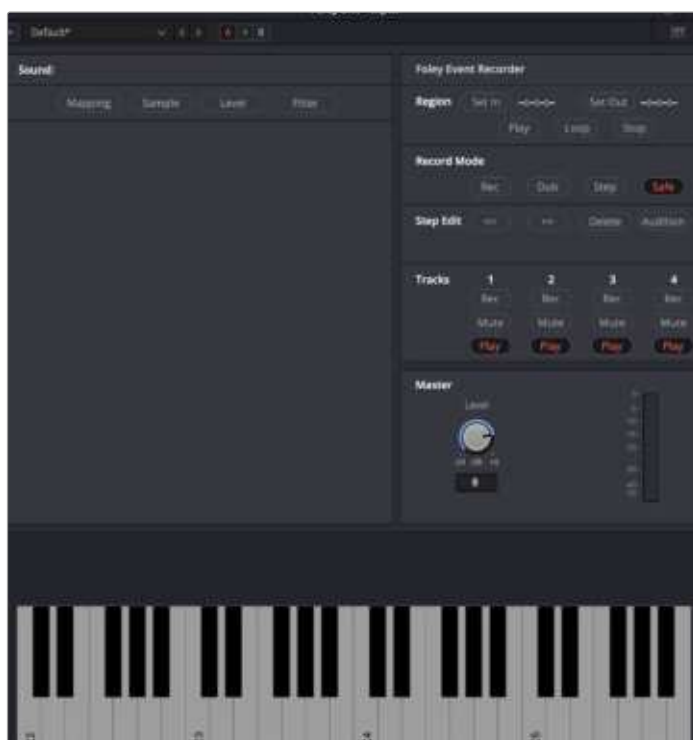 Default*
A B
Sound:
Mapping Sample Level Filter
Foley Event Recorder
Region Set In Set Out
Play Loop Stop
Record Mode
Rec Dub Step Safe
Step Edit << >> Delete Audition
Tracks 1 2 3 4
Rec Rec Rec Rec
Mute Mute Mute Mute
Play Play Play Play
Master
Level
0
4